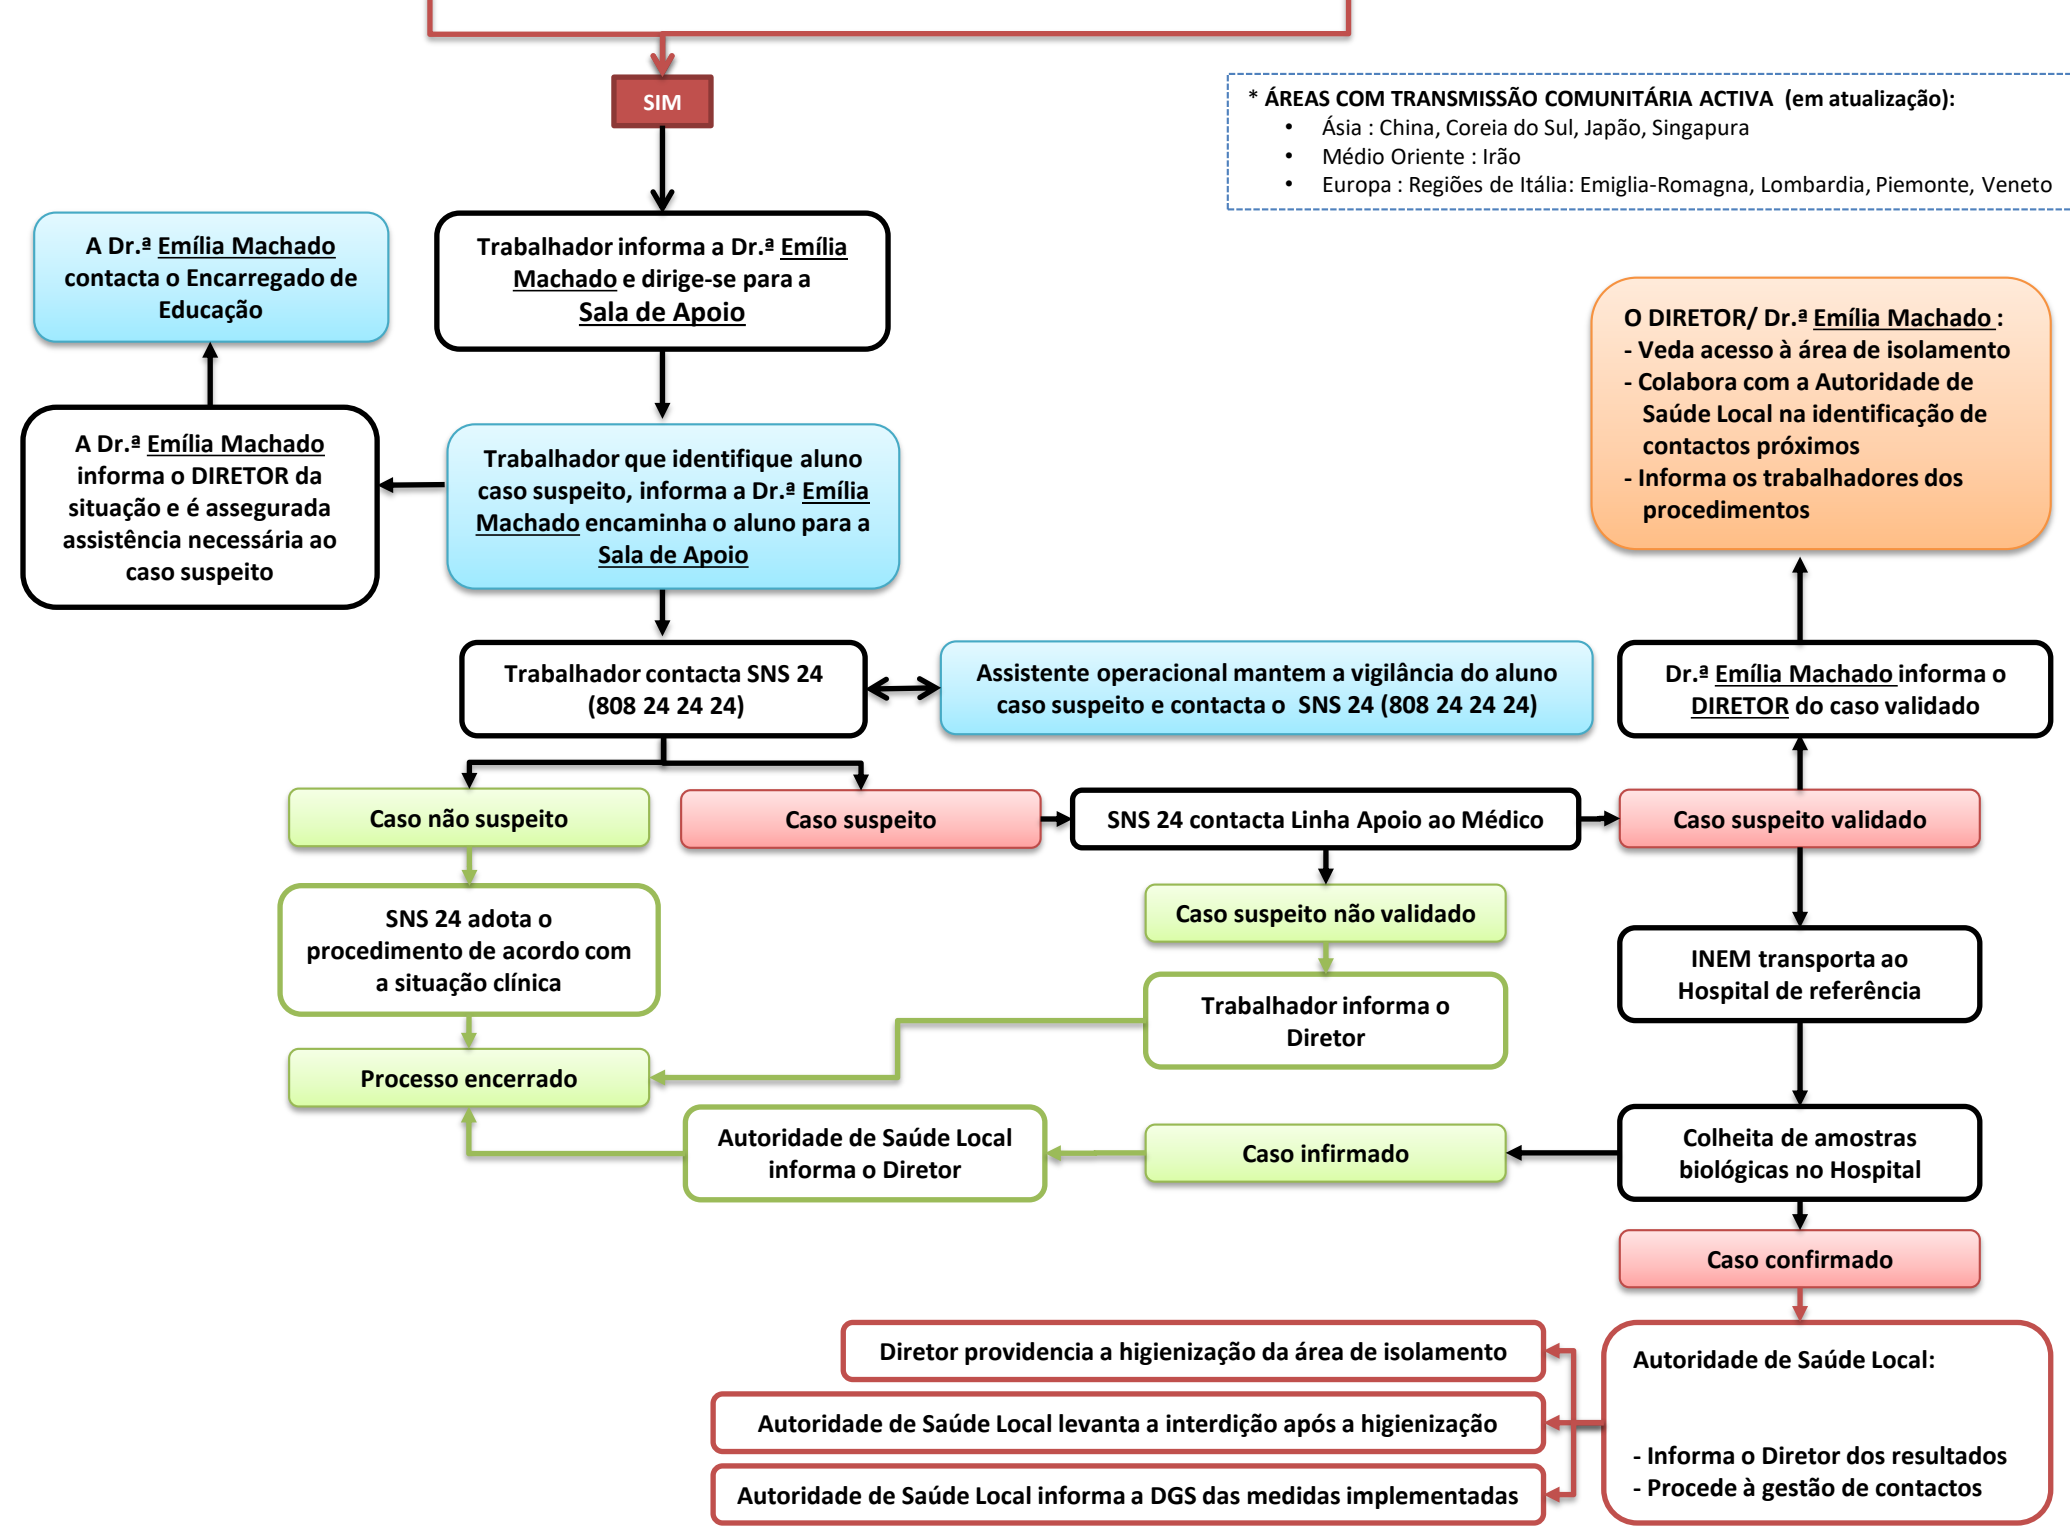 SIM
* ÁREAS COM TRANSMISSÃO COMUNITÁRIA ACTIVA (em atualização):
• Ásia : China, Coreia do Sul, Japão, Singapura
• Médio Oriente : Irão
• Europa : Regiões de Itália: Emiglia-Romagna, Lombardia, Piemonte, Veneto
A Dr.ª Emília Machado
contacta o Encarregado de
Educação
Trabalhador informa a Dr.ª Emília
Machado e dirige-se para a
Sala de Apoio
O DIRETOR/ Dr.ª Emília Machado :
- Veda acesso à área de isolamento
- Colabora com a Autoridade de
Saúde Local na identificação de
contactos próximos
- Informa os trabalhadores dos
procedimentos
A Dr.ª Emília Machado
informa o DIRETOR da
situação e é assegurada
assistência necessária ao
caso suspeito
Trabalhador que identifique aluno
caso suspeito, informa a Dr.ª Emília
Machado encaminha o aluno para a
Sala de Apoio
Trabalhador contacta SNS 24
(808 24 24 24)
Assistente operacional mantem a vigilância do aluno
caso suspeito e contacta o SNS 24 (808 24 24 24)
Dr.ª Emília Machado informa o
DIRETOR do caso validado
Caso não suspeito
Caso suspeito
SNS 24 contacta Linha Apoio ao Médico
Caso suspeito validado
SNS 24 adota o
procedimento de acordo com
a situação clínica
Caso suspeito não validado
Trabalhador informa o
Diretor
INEM transporta ao
Hospital de referência
Processo encerrado
Autoridade de Saúde Local
informa o Diretor
Caso infirmado
Colheita de amostras
biológicas no Hospital
Caso confirmado
Diretor providencia a higienização da área de isolamento
Autoridade de Saúde Local levanta a interdição após a higienização
Autoridade de Saúde Local informa a DGS das medidas implementadas
Autoridade de Saúde Local:
- Informa o Diretor dos resultados
- Procede à gestão de contactos